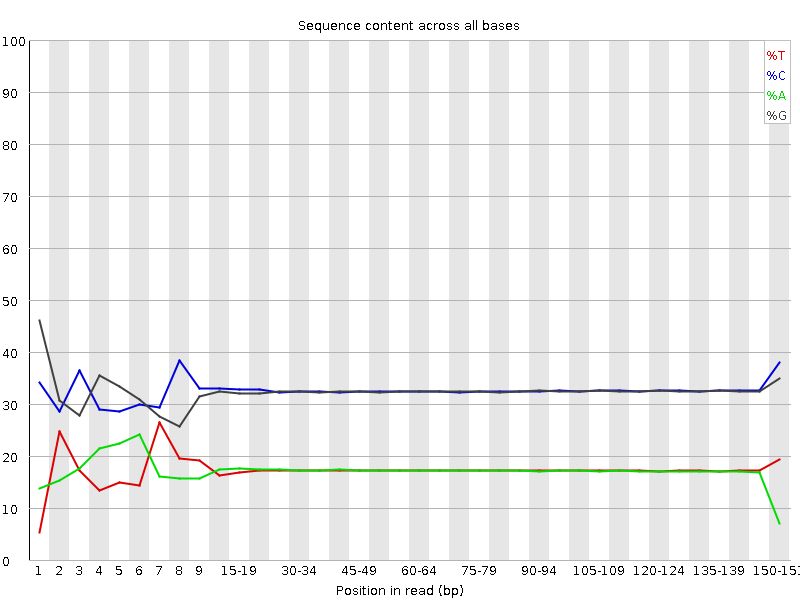 Sequence content across all bases
100
90
80
70
60
50
40
30
20
10
0
%T
%C
%A
%G
1 2 3 4 5 6 7 8 9 15-19 30-34 45-49 60-64 75-79 90-94 105-109 120-124 135-139 150-151
Position in read (bp)